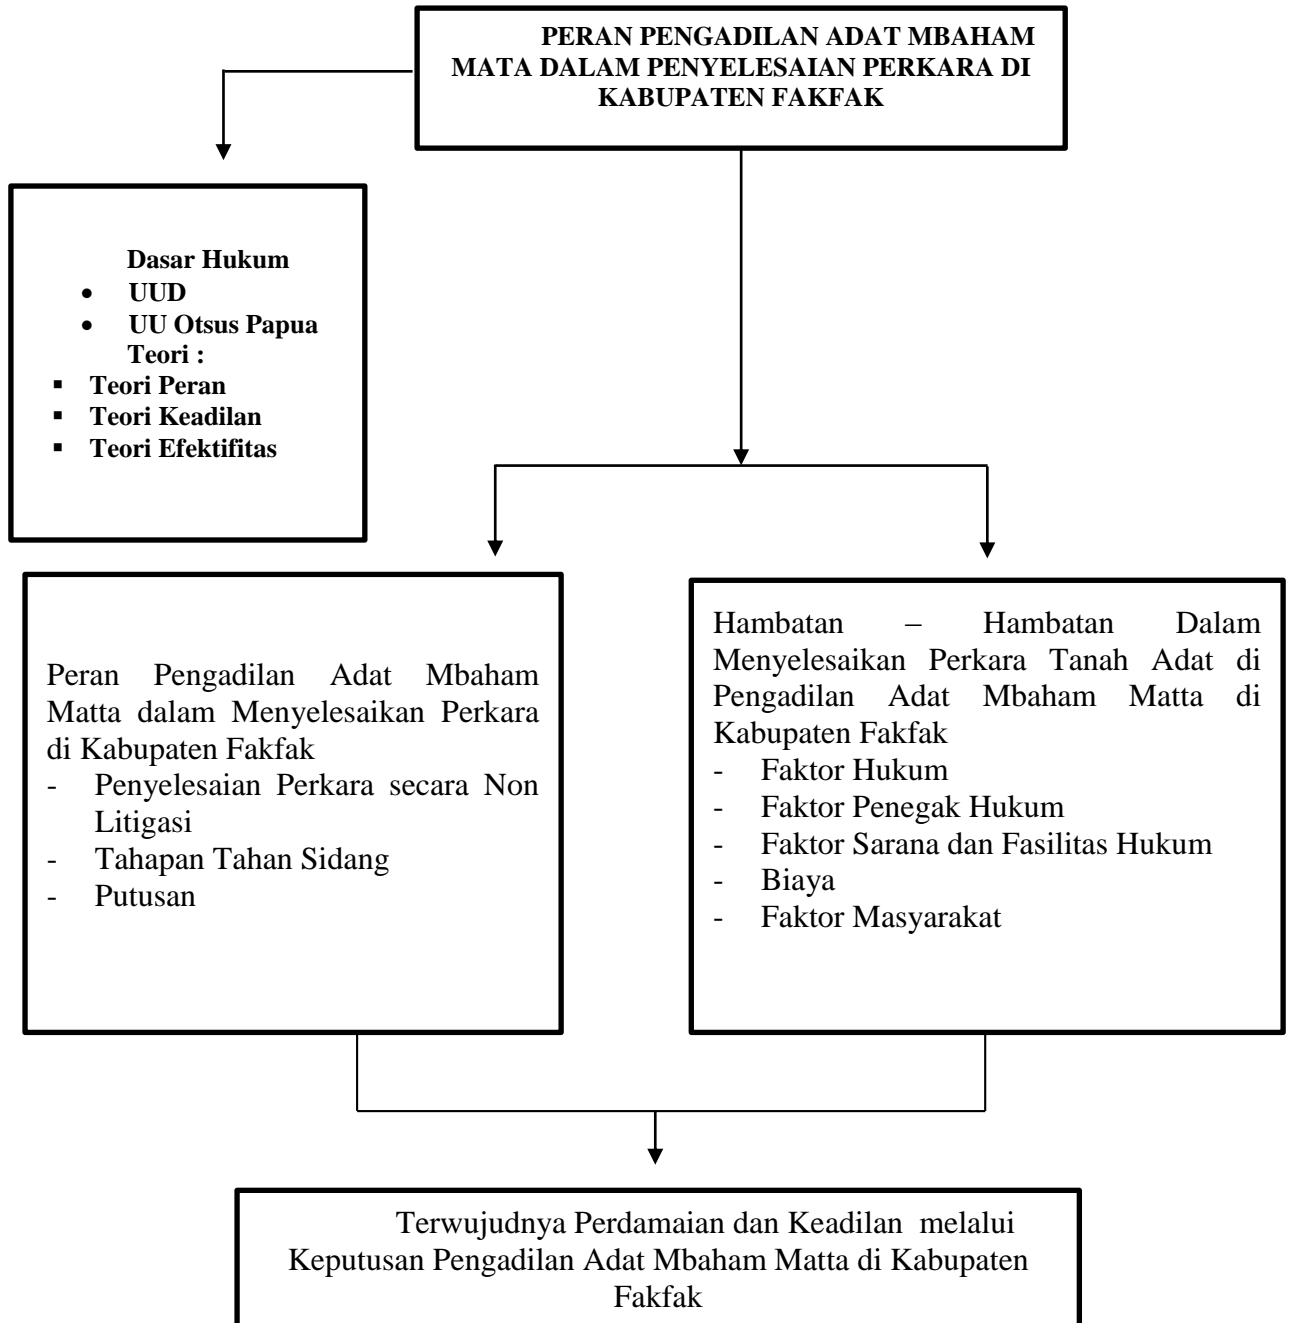 PERAN PENGADILAN ADAT MBAHAM
MATA DALAM PENYELESAIAN PERKARA DI
KABUPATEN FAKFAK
Dasar Hukum
• UUD
• UU Otsus Papua
Teori :
▪ Teori Peran
▪ Teori Keadilan
▪ Teori Efektifitas
Peran Pengadilan Adat Mbaham
Matta dalam Menyelesaikan Perkara
di Kabupaten Fakfak
- Penyelesaian Perkara secara Non
Litigasi
- Tahapan Tahan Sidang
- Putusan
Hambatan – Hambatan Dalam
Menyelesaikan Perkara Tanah Adat di
Pengadilan Adat Mbaham Matta di
Kabupaten Fakfak
- Faktor Hukum
- Faktor Penegak Hukum
- Faktor Sarana dan Fasilitas Hukum
- Biaya
- Faktor Masyarakat
Terwujudnya Perdamaian dan Keadilan melalui
Keputusan Pengadilan Adat Mbaham Matta di Kabupaten
Fakfak